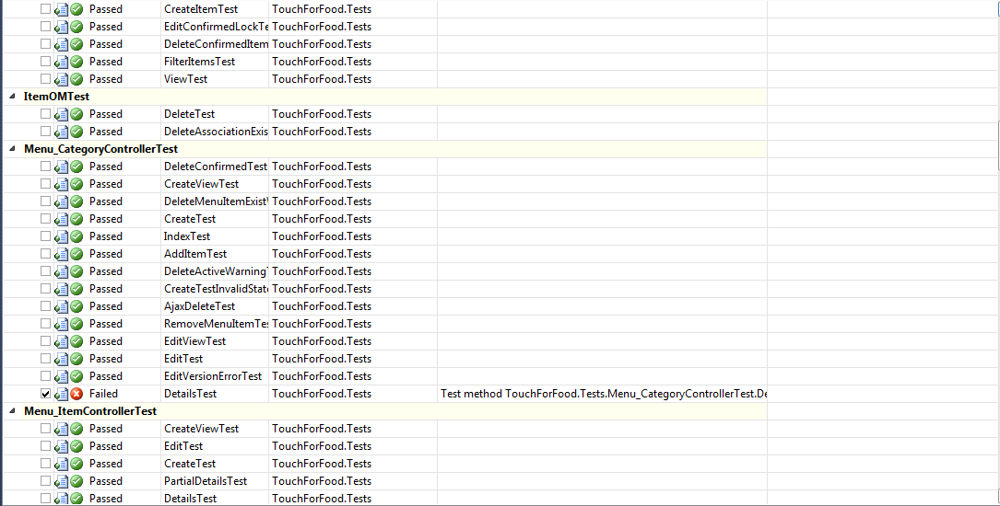 Passed CreateItemTest TouchForFood.Tests
Passed EditConfirmedLockTe TouchForFood.Tests
Passed DeleteConfirmedItem TouchForFood.Tests
Passed FilterItemsTest TouchForFood.Tests
Passed ViewTest TouchForFood.Tests
ItemOMTest
Passed DeleteTest TouchForFood.Tests
Passed DeleteAssociationExis TouchForFood.Tests
Menu_CategoryControllerTest
Passed DeleteConfirmedTest TouchForFood.Tests
Passed CreateViewTest TouchForFood.Tests
Passed DeleteMenuItemExist TouchForFood.Tests
Passed CreateTest TouchForFood.Tests
Passed IndexTest TouchForFood.Tests
Passed AddItemTest TouchForFood.Tests
Passed DeleteActiveWarning TouchForFood.Tests
Passed CreateTestInvalidState TouchForFood.Tests
Passed AjaxDeleteTest TouchForFood.Tests
Passed RemoveMenuItemTes TouchForFood.Tests
Passed EditViewTest TouchForFood.Tests
Passed EditTest TouchForFood.Tests
Passed EditVersionErrorTest TouchForFood.Tests
Failed DetailsTest TouchForFood.Tests Test method TouchForFood.Tests.Menu_CategoryControllerTest.De
Menu_ItemControllerTest
Passed CreateViewTest TouchForFood.Tests
Passed EditTest TouchForFood.Tests
Passed CreateTest TouchForFood.Tests
Passed PartialDetailsTest TouchForFood.Tests
Passed DetailsTest TouchForFood.Tests